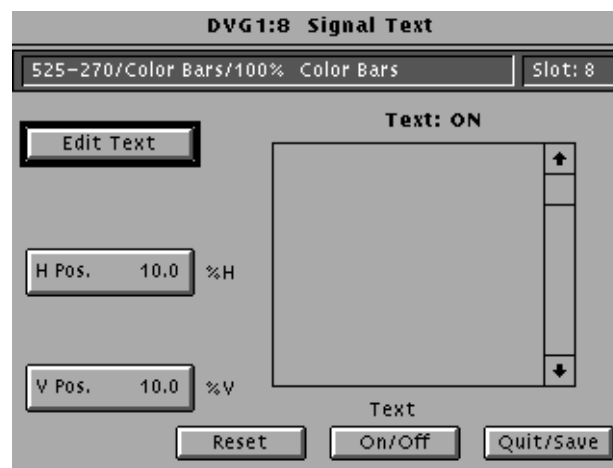 DVG1:8 Signal Text
525-270/Color Bars/100% Color Bars
Slot: 8
Text: ON
Edit Text
H Pos. 10.0 %H
V Pos. 10.0 %V
Text
Reset
On/Off
Quit/Save